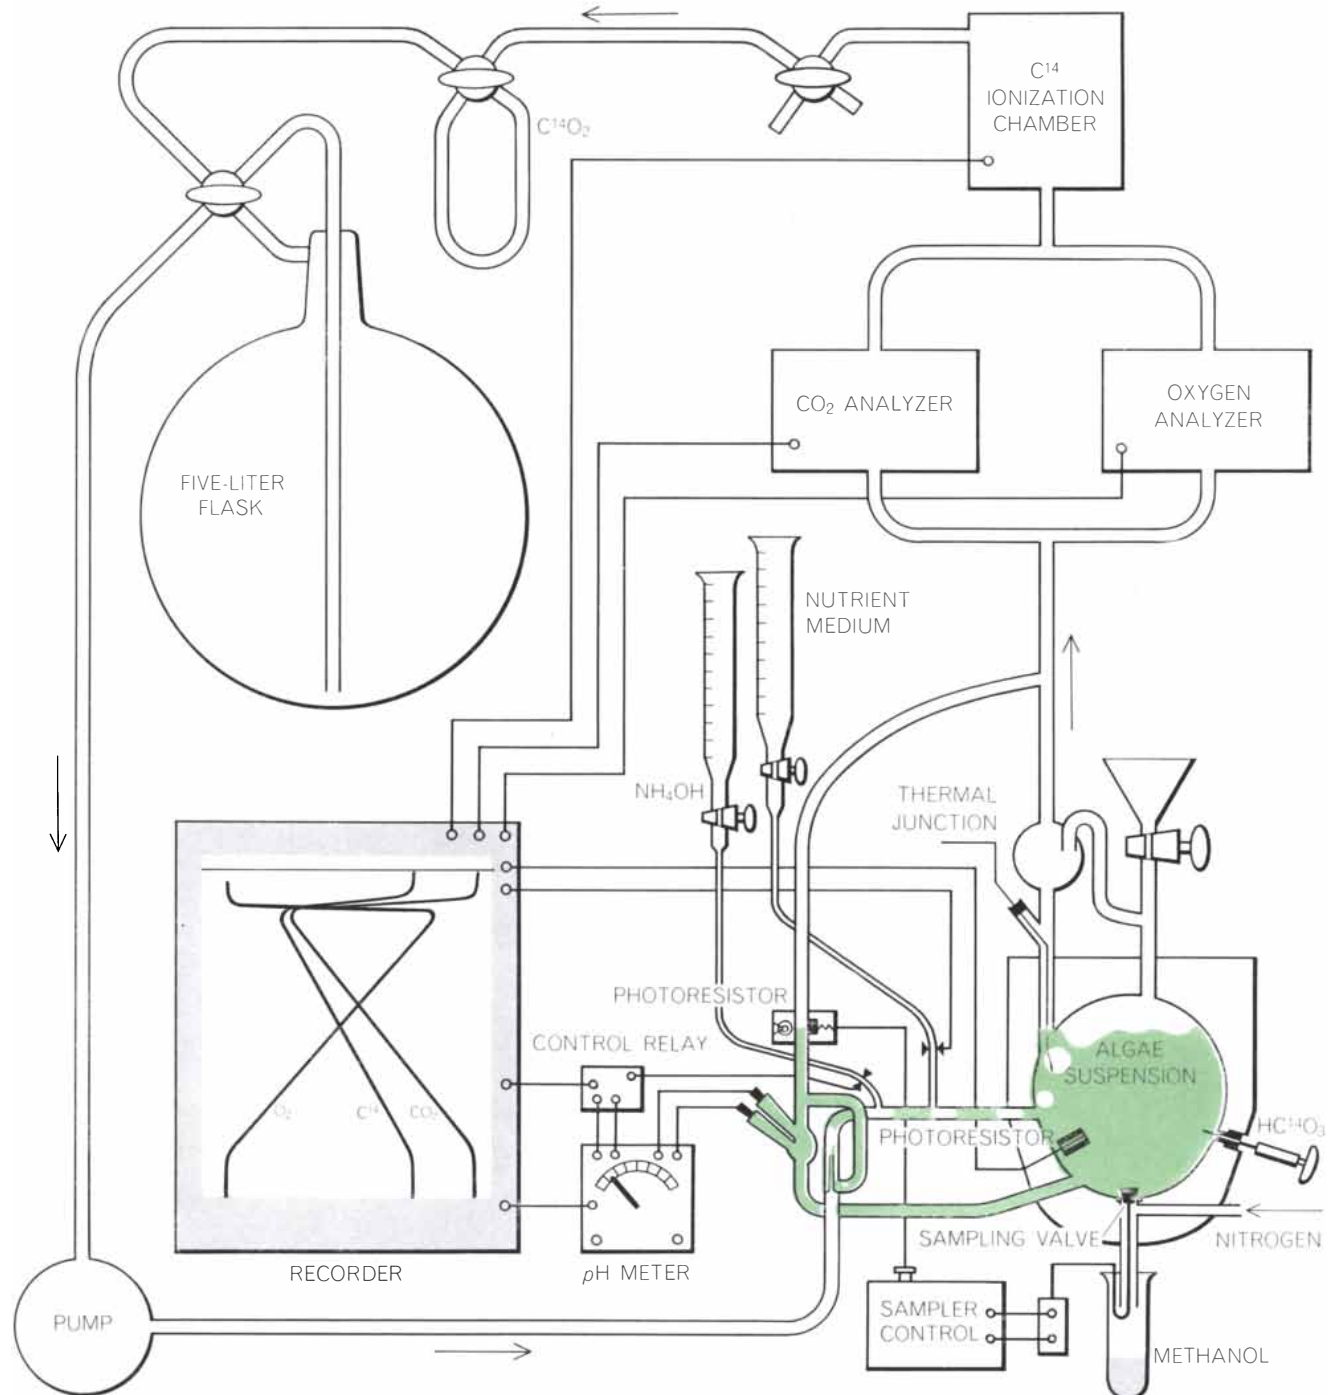 C¹⁴
IONIZATION
CHAMBER
C¹⁴O₂
CO₂ ANALYZER
OXYGEN
ANALYZER
FIVE-LITER
FLASK
NUTRIENT
MEDIUM
NH₄OH
THERMAL
JUNCTION
PHOTORESISTOR
CONTROL RELAY
ALGAE
SUSPENSION
O₂
C¹⁴
CO₂
PHOTORESISTOR
HC¹⁴O₃
SAMPLING VALVE
NITROGEN
RECORDER
pH METER
PUMP
SAMPLER
CONTROL
METHANOL